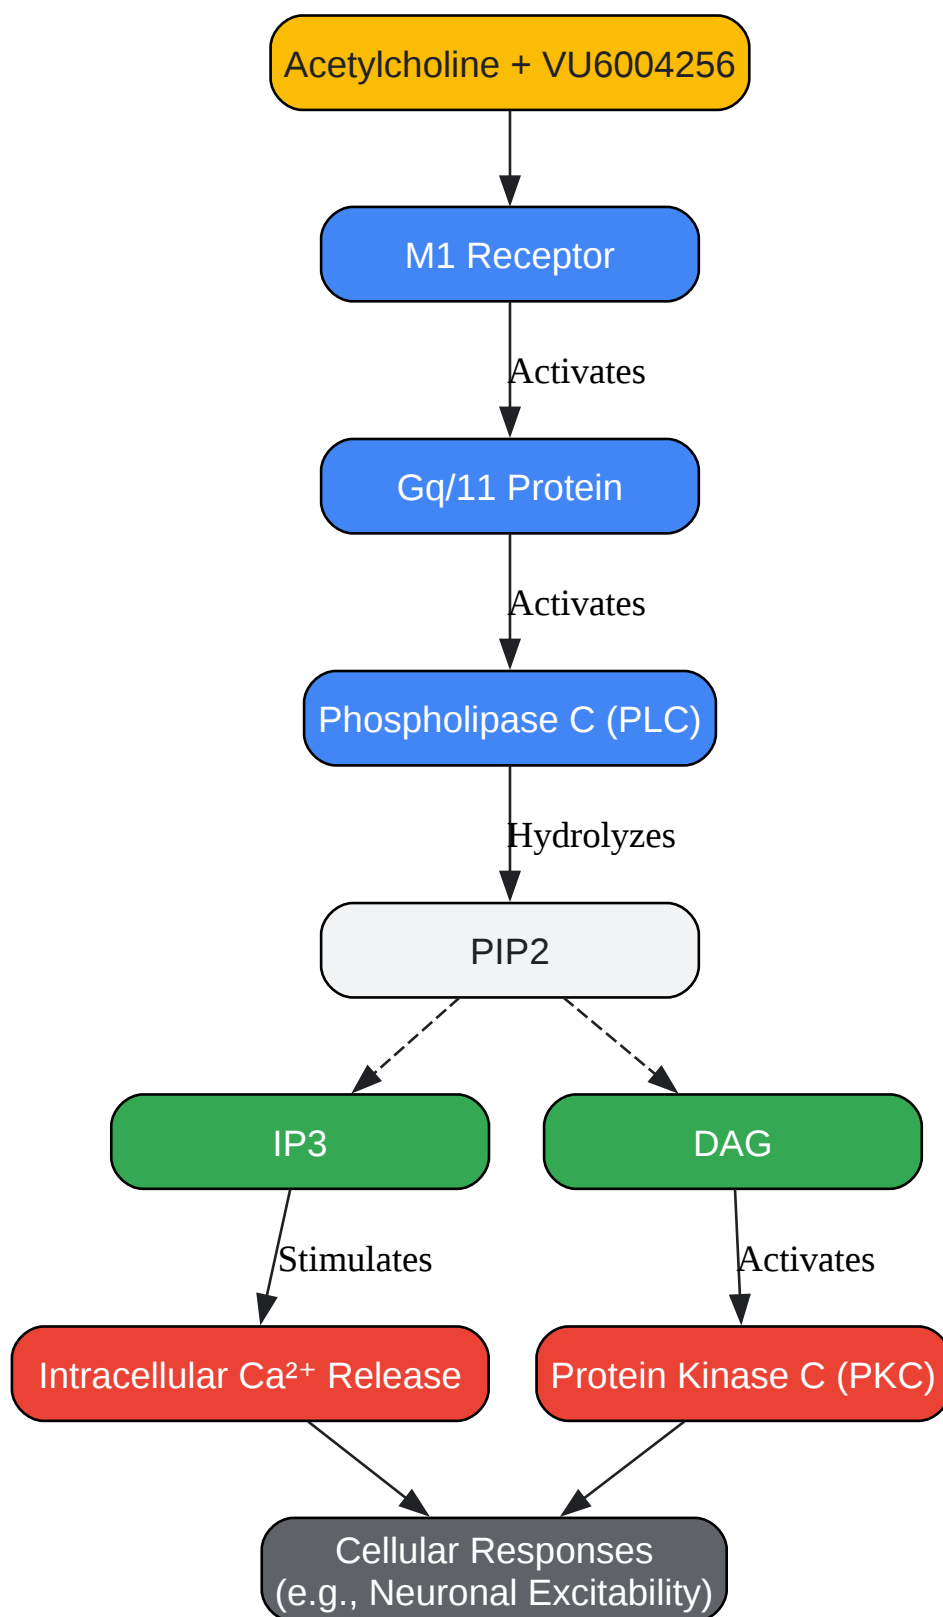 Acetylcholine + VU6004256
M1 Receptor
Activates
Gq/11 Protein
Activates
Phospholipase C (PLC)
Hydrolyzes
PIP2
IP3
DAG
Stimulates
Activates
Intracellular Ca²⁺ Release
Protein Kinase C (PKC)
Cellular Responses
(e.g., Neuronal Excitability)